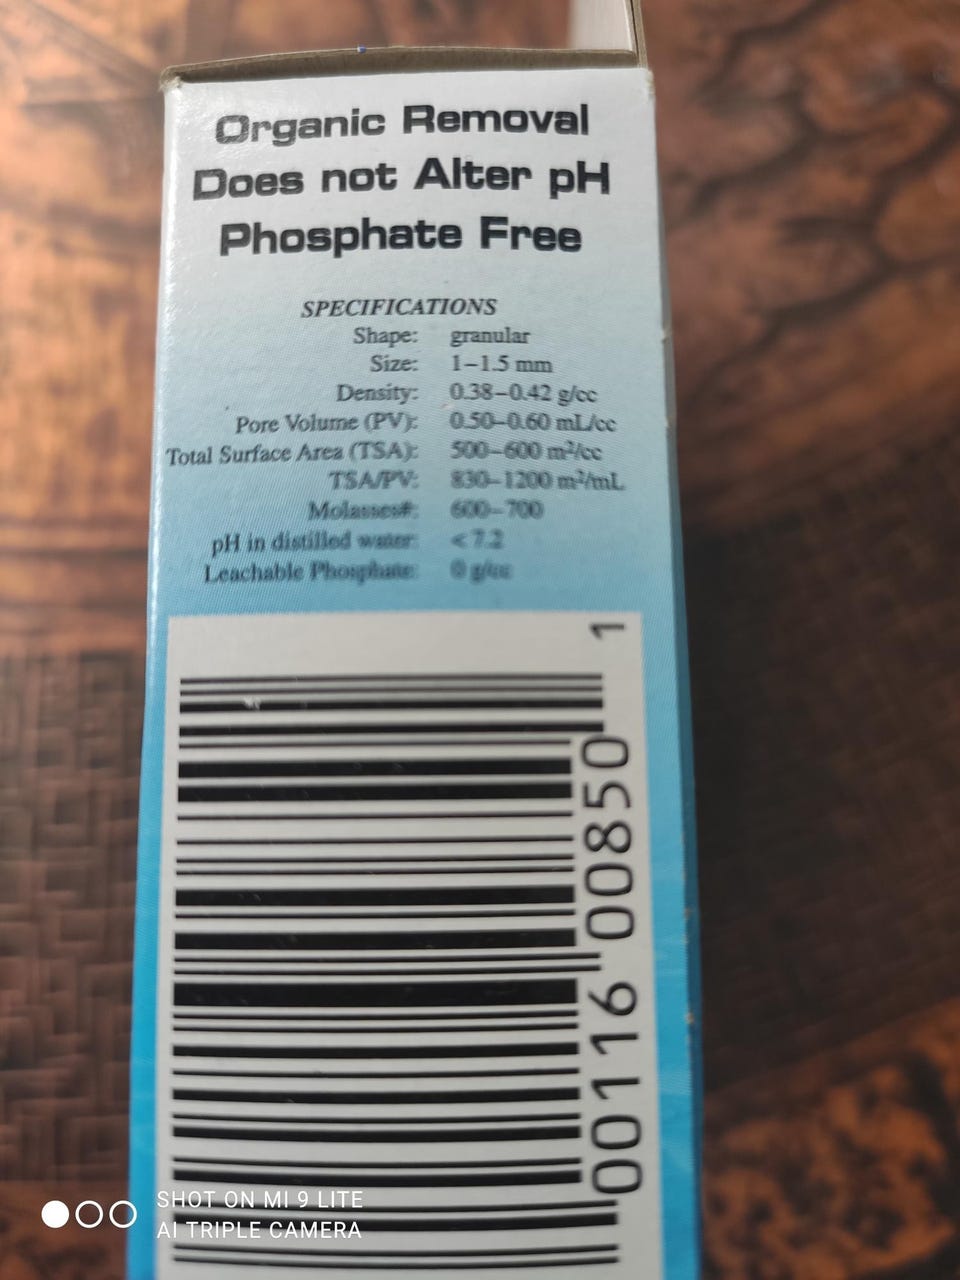 Organic Removal
Does not Alter pH
Phosphate Free
SPECIFICATIONS
Shape: granular
Size: 1–1.5 mm
Density: 0.38–0.42 g/cc
Pore Volume (PV): 0.50–0.60 mL/cc
Total Surface Area (TSA): 500–600 m²/cc
TSA/PV: 830–1200 m²/mL
Molasses#: 600–700
pH in distilled water: <7.2
Leachable Phosphate: 0 g/cc
00116 00850 1
SHOT ON MI 9 LITE
AI TRIPLE CAMERA